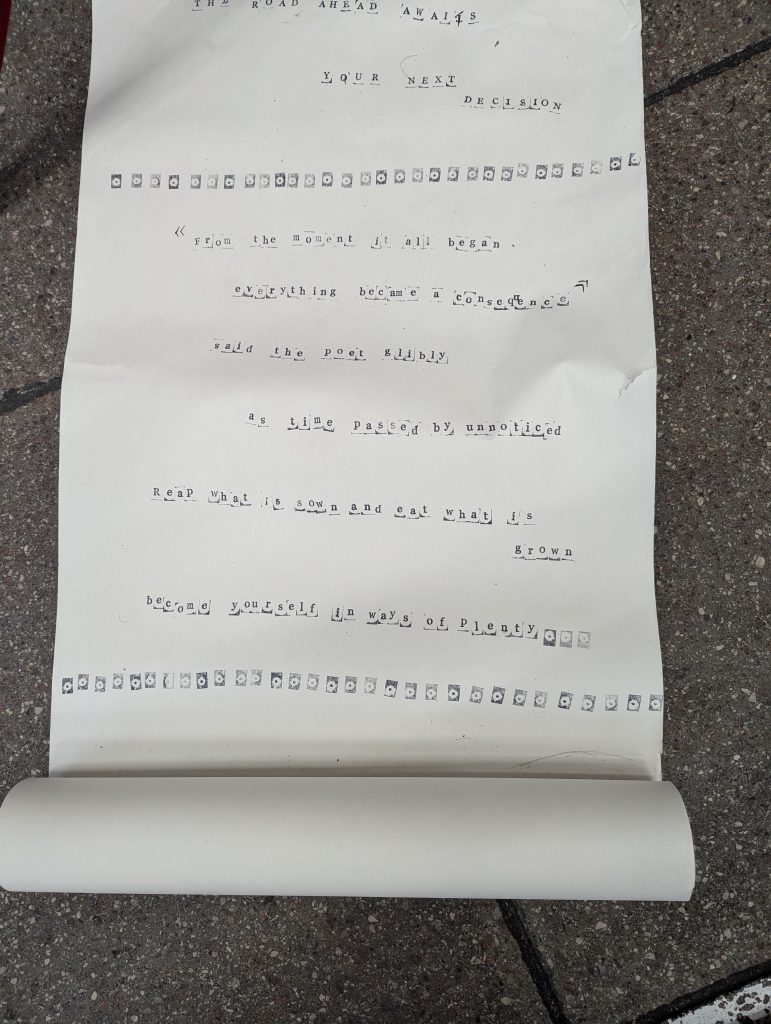 THE ROAD AHEAD AWAITS
YOUR NEXT
DECISION
« From the moment it all began .
everything became a consequence »
said the poet glibly
as time passed by unnoticed
Reap what is sown and eat what is
grown
become yourself in ways of plenty